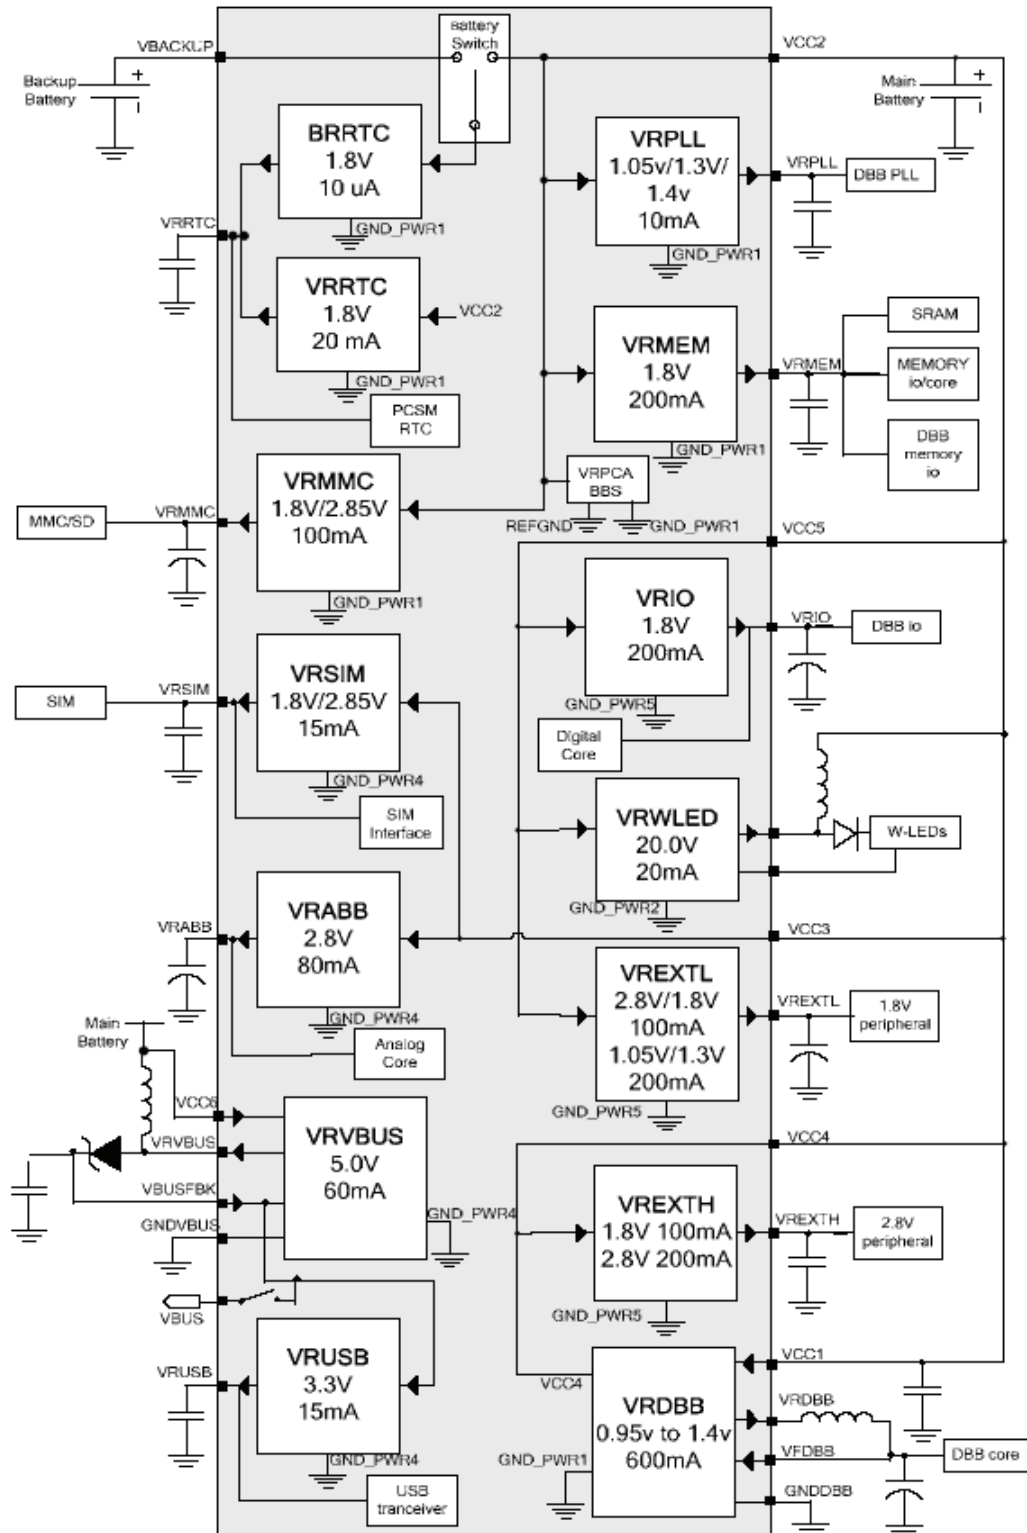 Battery
Switch
VBACKUP
VCC2
Backup
Battery
+
Main
Battery
+
BRRTC
1.8V
10 uA
GND_PWR1
VRPLL
1.05v/1.3V/
1.4v
10mA
GND_PWR1
VRPLL
DBB PLL
VRRTC
VRRTC
1.8V
20 mA
VCC2
GND_PWR1
PCSM
RTC
VRMEM
1.8V
200mA
GND_PWR1
VRMEM
SRAM
MEMORY
io/core
DBB
memory
io
VRMMC
1.8V/2.85V
100mA
GND_PWR1
MMC/SD
VRMMC
VRPCA
BBS
REFGND
GND_PWR1
VCC5
VRIO
1.8V
200mA
GND_PWR5
VRIO
DBB io
Digital
Core
SIM
VRSIM
VRSIM
1.8V/2.85V
15mA
GND_PWR4
SIM
Interface
VRWLED
20.0V
20mA
GND_PWR2
W-LEDs
VRABB
VRABB
2.8V
80mA
GND_PWR4
Analog
Core
VCC3
VREXTL
2.8V/1.8V
100mA
1.05V/1.3V
200mA
GND_PWR5
VREXTL
1.8V
peripheral
Main
Battery
VCC6
VRVBUS
VBUSFBK
GNDVBUS
VRVBUS
5.0V
60mA
GND_PWR4
VBUS
VCC4
VREXTH
1.8V 100mA
2.8V 200mA
GND_PWR5
VREXTH
2.8V
peripheral
VRUSB
VRUSB
3.3V
15mA
GND_PWR4
USB
tranceiver
VCC4
VCC1
VRDBB
0.95v to 1.4v
600mA
GND_PWR1
VRDBB
VFDBB
GNDDBB
DBB core